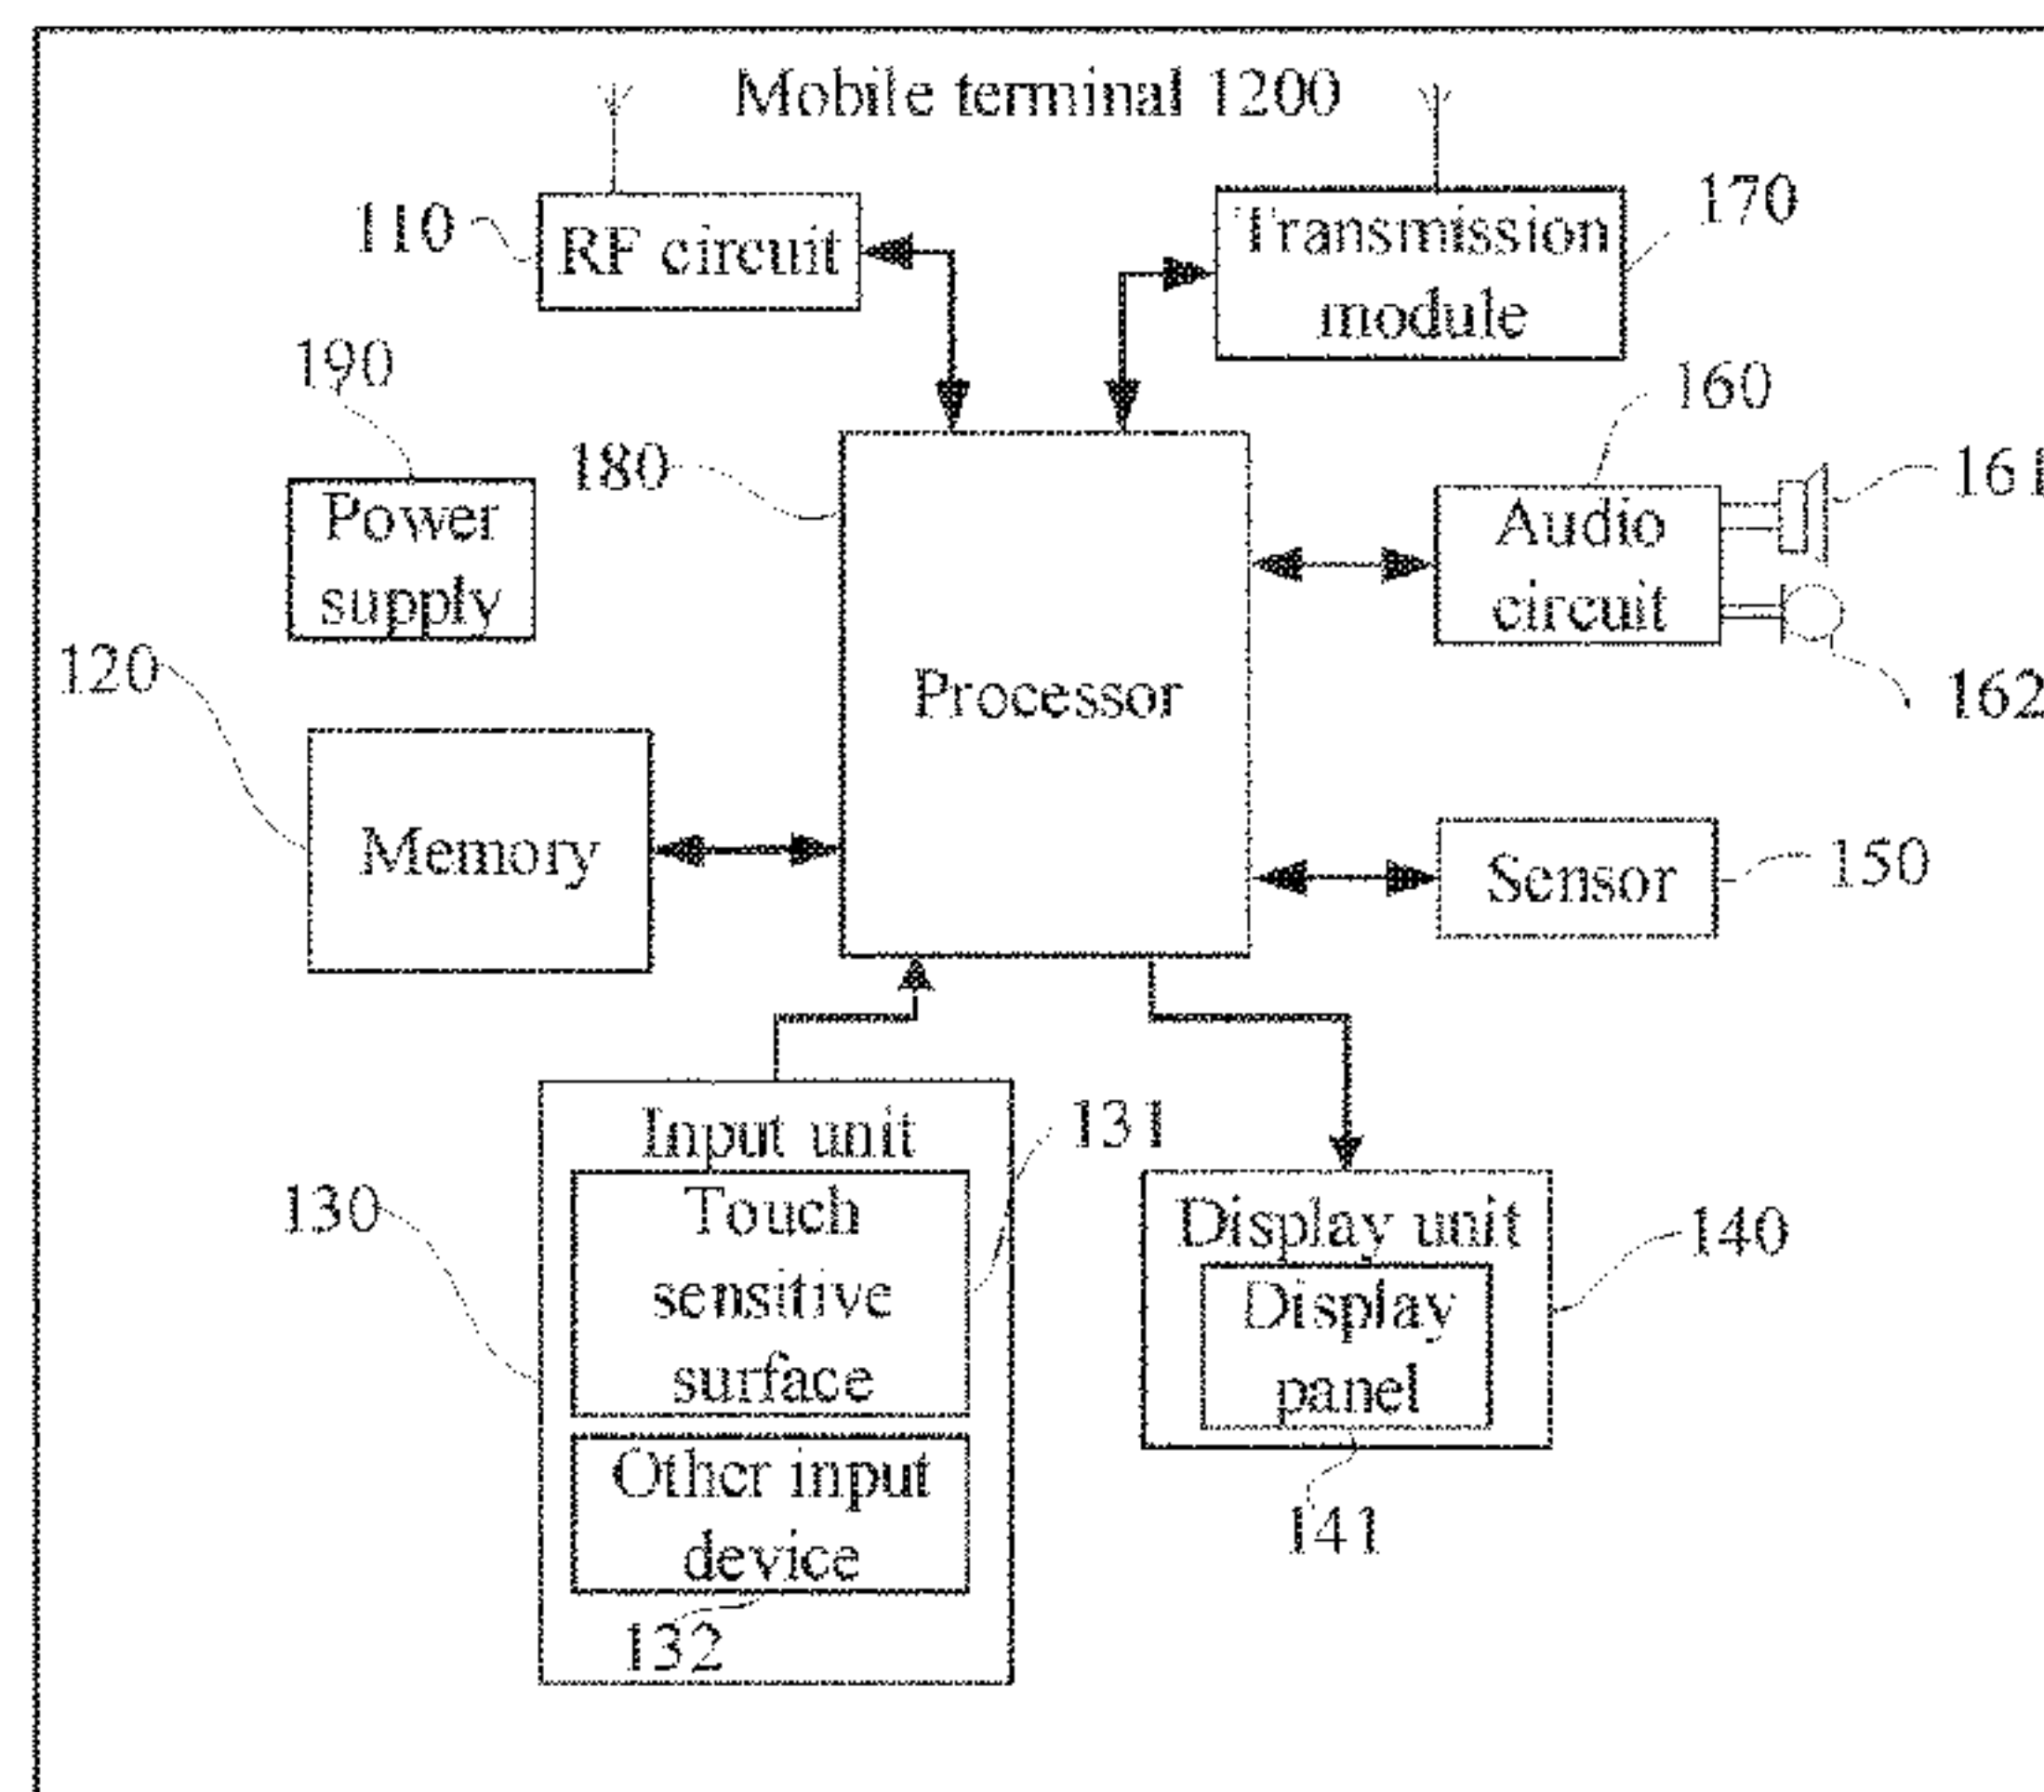 Mobile terminal 1200
110
RF circuit
Transmission
module
170
190
160
180
Power
supply
Audio
circuit
161
162
120
Processor
Memory
Sensor
150
Input unit
131
130
Touch
sensitive
surface
Display unit
140
Display
panel
Other input
device
141
132